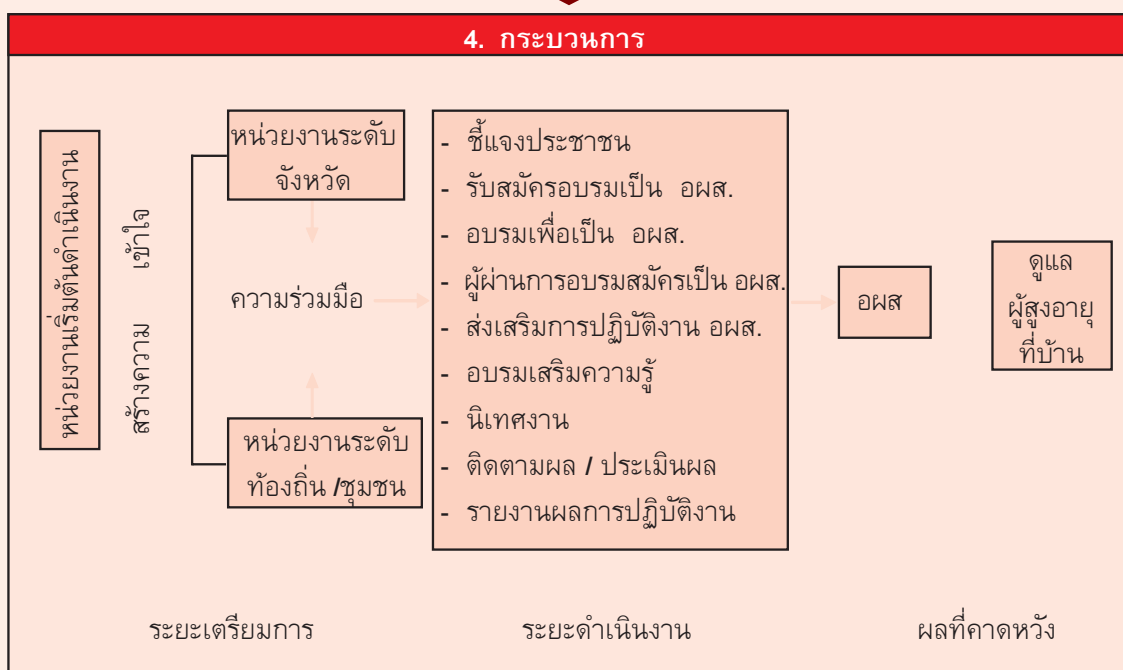 4. กระบวนการ
หน่วยงานเริ่มต้นดำเนินงาน
สร้างความ เข้าใจ
หน่วยงานระดับ
จังหวัด
ความร่วมมือ
หน่วยงานระดับ
ท้องถิ่น /ชุมชน
- ชี้แจงประชาชน
- รับสมัครอบรมเป็น อผส.
- อบรมเพื่อเป็น อผส.
- ผู้ผ่านการอบรมสมัครเป็น อผส.
- ส่งเสริมการปฏิบัติงาน อผส.
- อบรมเสริมความรู้
- นิเทศงาน
- ติดตามผล / ประเมินผล
- รายงานผลการปฏิบัติงาน
อผส
ดูแล
ผู้สูงอายุ
ที่บ้าน
ระยะเตรียมการ
ระยะดำเนินงาน
ผลที่คาดหวัง